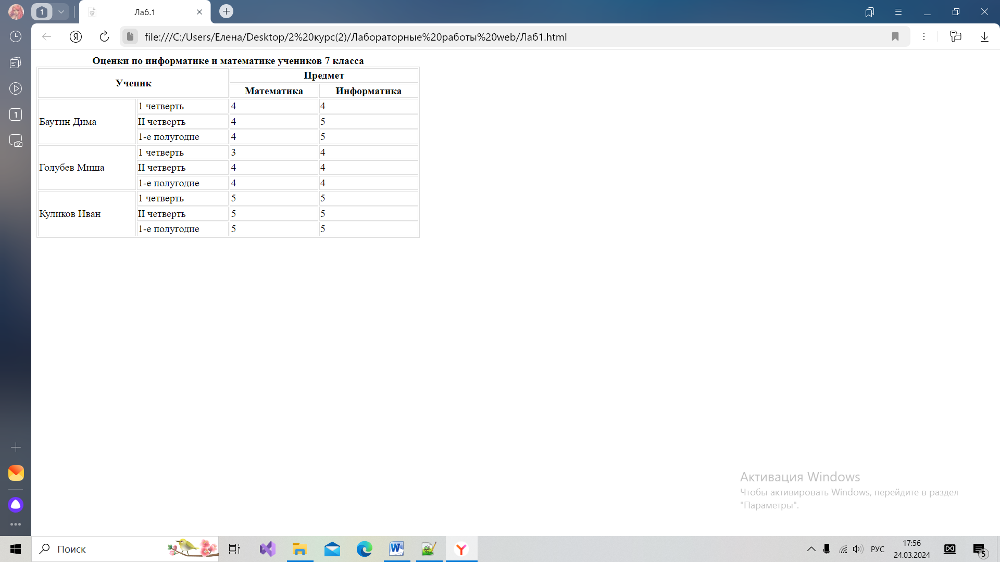 1
Лаб.1
file:///C:/Users/Елена/Desktop/2%20курс(2)/Лабораторные%20работы%20web/Лаб1.html
Оценки по информатике и математике учеников 7 класса
Ученик
Предмет
Математика Информатика
Баутин Дима
1 четверть 4 4
II четверть 4 5
1-е полугодие 4 5
Голубев Миша
1 четверть 3 4
II четверть 4 4
1-е полугодие 4 4
Куликов Иван
1 четверть 5 5
II четверть 5 5
1-е полугодие 5 5
1
Активация Windows
Чтобы активировать Windows, перейдите в раздел
"Параметры".
Поиск
РУС
17:56
24.03.2024
5